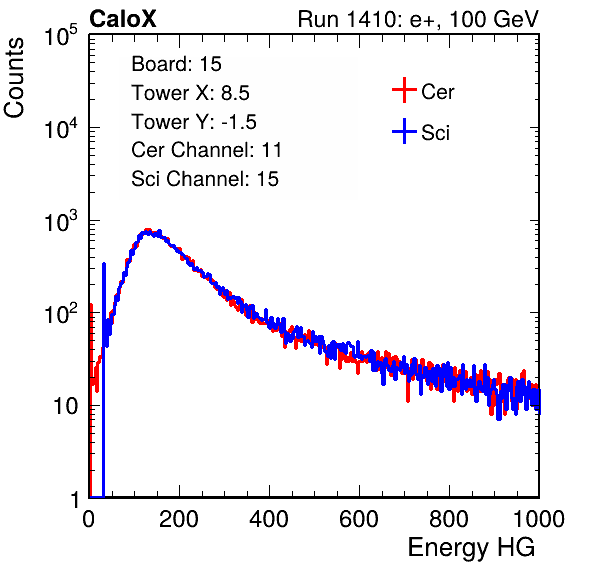 CaloX Run 1410: e+, 100 GeV
Counts
Board: 15
Tower X: 8.5
Tower Y: -1.5
Cer Channel: 11
Sci Channel: 15
Cer
Sci
10^5
10^4
10^3
10^2
10
1
0 200 400 600 800 1000
Energy HG